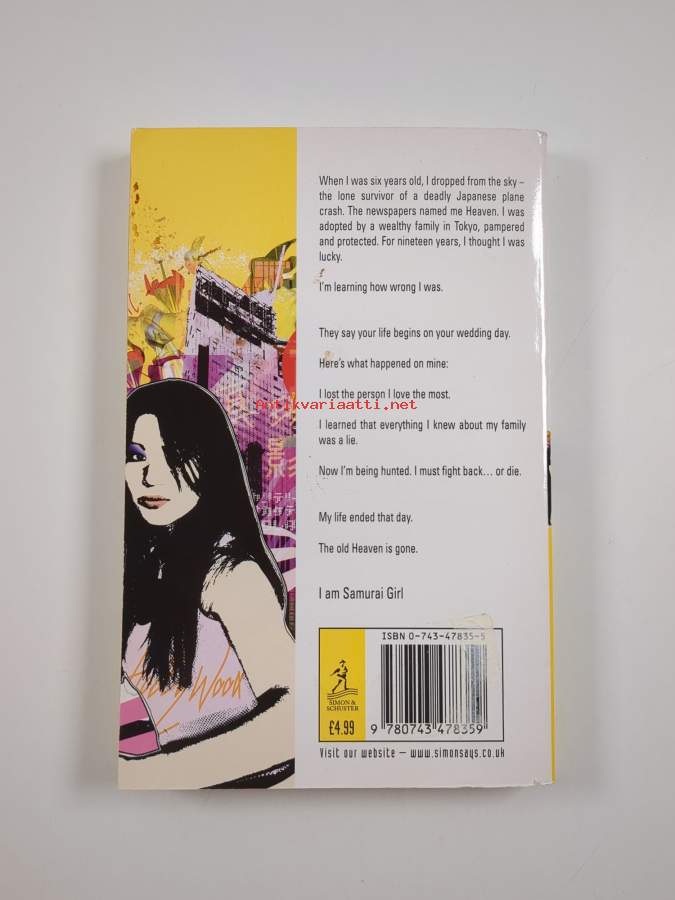 When I was six years old, I dropped from the sky –
the lone survivor of a deadly Japanese plane
crash. The newspapers named me Heaven. I was
adopted by a wealthy family in Tokyo, pampered
and protected. For nineteen years, I thought I was
lucky.
I'm learning how wrong I was.
They say your life begins on your wedding day.
Here's what happened on mine:
I lost the person I love the most.
antikvariaatti.net
I learned that everything I knew about my family
was a lie.
Now I'm being hunted. I must fight back... or die.
My life ended that day.
The old Heaven is gone.
I am Samurai Girl
ISBN 0-743-47835-5
SIMON &
SCHUSTER
£4.99
9 780743 478359
Visit our website – www.simonsays.co.uk